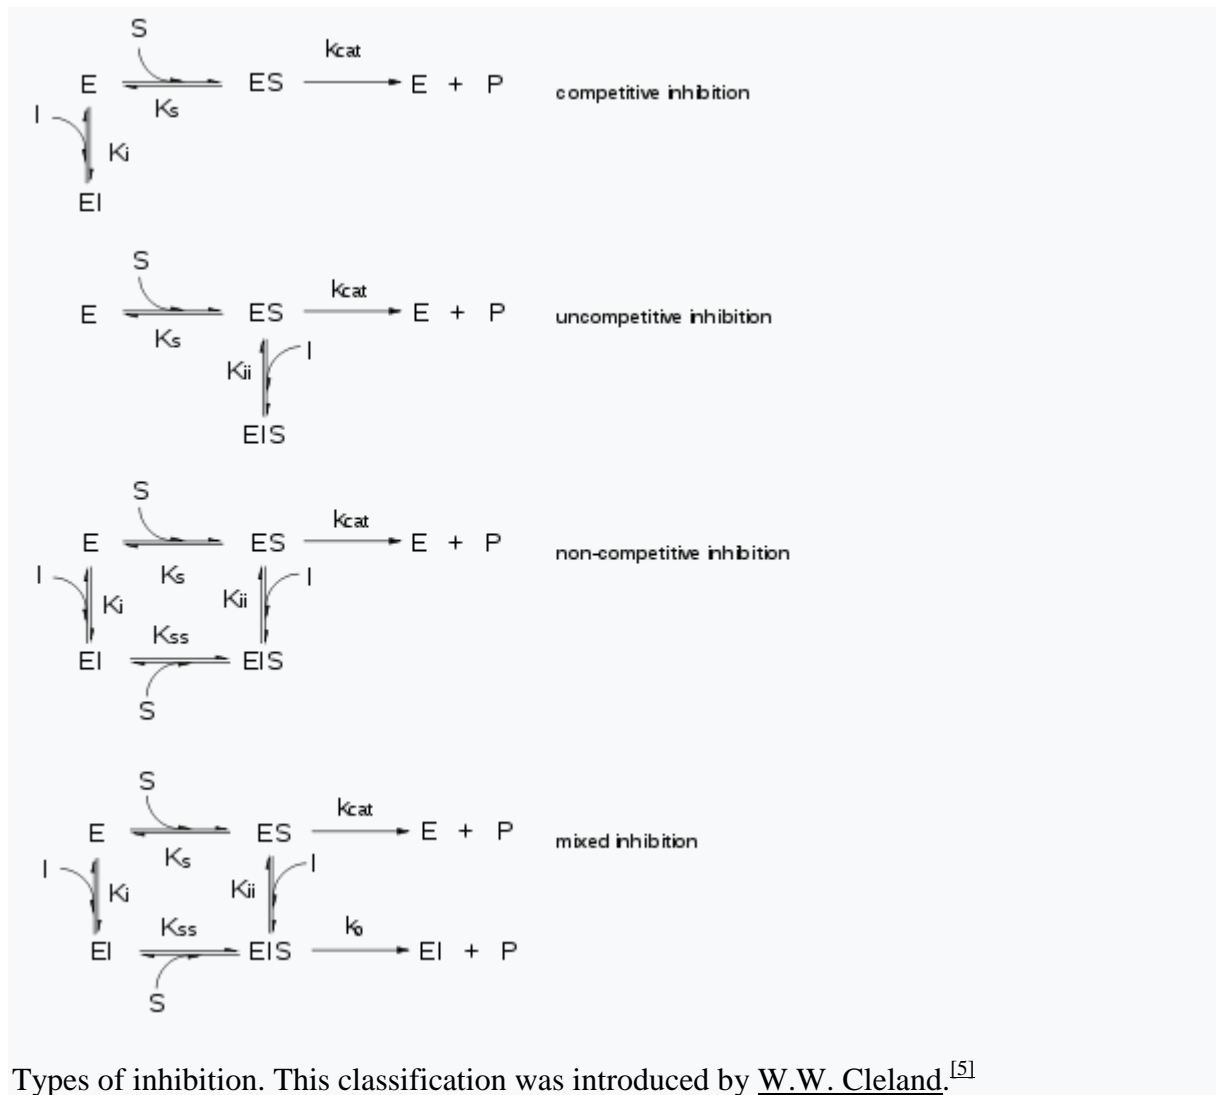 S
kcat
E ES E + P competitive inhibition
Ks
I
Ki
EI
S
kcat
E ES E + P uncompetitive inhibition
Ks
I
Kii
EIS
S
kcat
E ES E + P non-competitive inhibition
I Ks I
Ki Kii
Kss
EI EIS
S
S
kcat
E ES E + P mixed inhibition
Ks
I I
Ki Kii
Kss k₀
EI EIS EI + P
S
Types of inhibition. This classification was introduced by W.W. Cleland.[5]